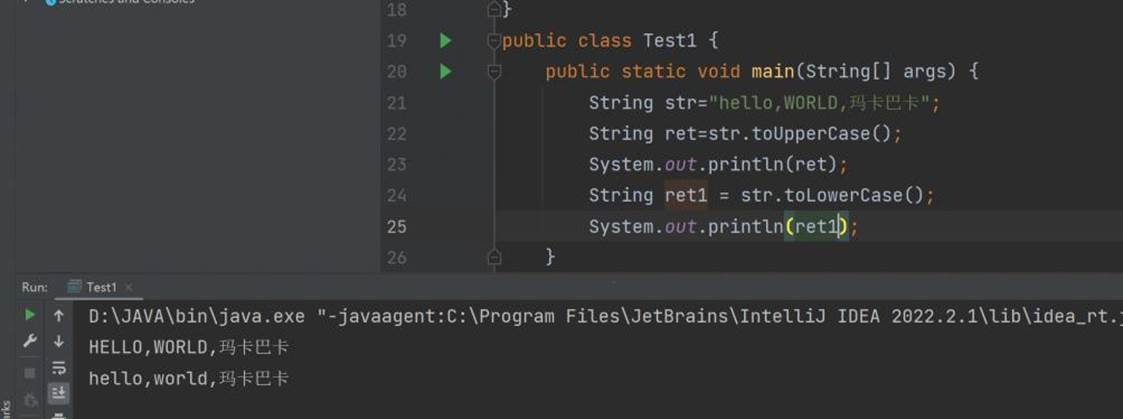 Scratches and Consoles
18 }
19 public class Test1 {
20 public static void main(String[] args) {
21 String str="hello,WORLD,玛卡巴卡";
22 String ret=str.toUpperCase();
23 System.out.println(ret);
24 String ret1 = str.toLowerCase();
25 System.out.println(ret1);
26 }
Run: Test1
D:\JAVA\bin\java.exe "-javaagent:C:\Program Files\JetBrains\IntelliJ IDEA 2022.2.1\lib\idea_rt.j
HELLO,WORLD,玛卡巴卡
hello,world,玛卡巴卡